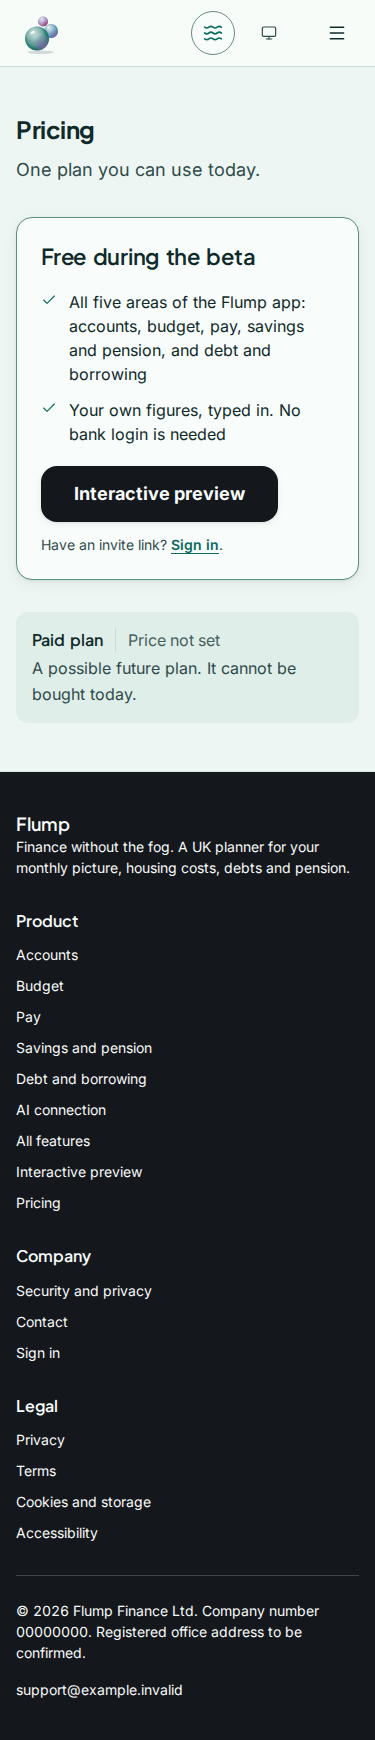 Pricing
One plan you can use today.
Free during the beta
All five areas of the Flump app:
accounts, budget, pay, savings
and pension, and debt and
borrowing
Your own figures, typed in. No
bank login is needed
Interactive preview
Have an invite link? Sign in.
Paid plan Price not set
A possible future plan. It cannot be
bought today.
Flump
Finance without the fog. A UK planner for your
monthly picture, housing costs, debts and pension.
Product
Accounts
Budget
Pay
Savings and pension
Debt and borrowing
AI connection
All features
Interactive preview
Pricing
Company
Security and privacy
Contact
Sign in
Legal
Privacy
Terms
Cookies and storage
Accessibility
© 2026 Flump Finance Ltd. Company number
00000000. Registered office address to be
confirmed.
support@example.invalid